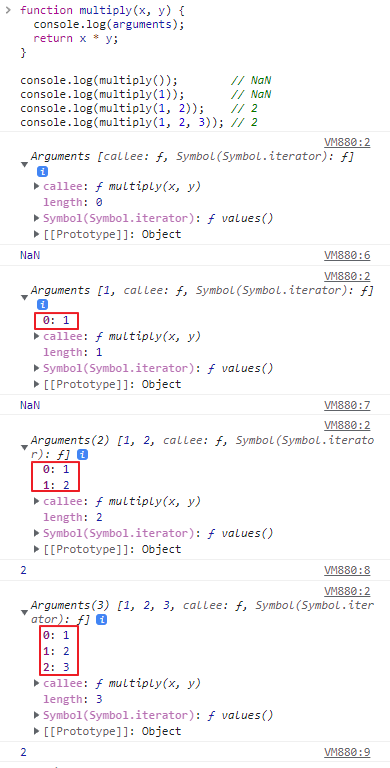 > function multiply(x, y) {
console.log(arguments);
return x * y;
}
console.log(multiply()); // NaN
console.log(multiply(1)); // NaN
console.log(multiply(1, 2)); // 2
console.log(multiply(1, 2, 3)); // 2
VM880:2
▼ Arguments [callee: ƒ, Symbol(Symbol.iterator): ƒ]
i
▶ callee: ƒ multiply(x, y)
length: 0
▶ Symbol(Symbol.iterator): ƒ values()
▶ [[Prototype]]: Object
NaN VM880:6
VM880:2
▼ Arguments [1, callee: ƒ, Symbol(Symbol.iterator): ƒ]
i
0: 1
▶ callee: ƒ multiply(x, y)
length: 1
▶ Symbol(Symbol.iterator): ƒ values()
▶ [[Prototype]]: Object
NaN VM880:7
VM880:2
▼ Arguments(2) [1, 2, callee: ƒ, Symbol(Symbol.iterato
r): ƒ] i
0: 1
1: 2
▶ callee: ƒ multiply(x, y)
length: 2
▶ Symbol(Symbol.iterator): ƒ values()
▶ [[Prototype]]: Object
2 VM880:8
VM880:2
▼ Arguments(3) [1, 2, 3, callee: ƒ, Symbol(Symbol.iter
ator): ƒ] i
0: 1
1: 2
2: 3
▶ callee: ƒ multiply(x, y)
length: 3
▶ Symbol(Symbol.iterator): ƒ values()
▶ [[Prototype]]: Object
2 VM880:9